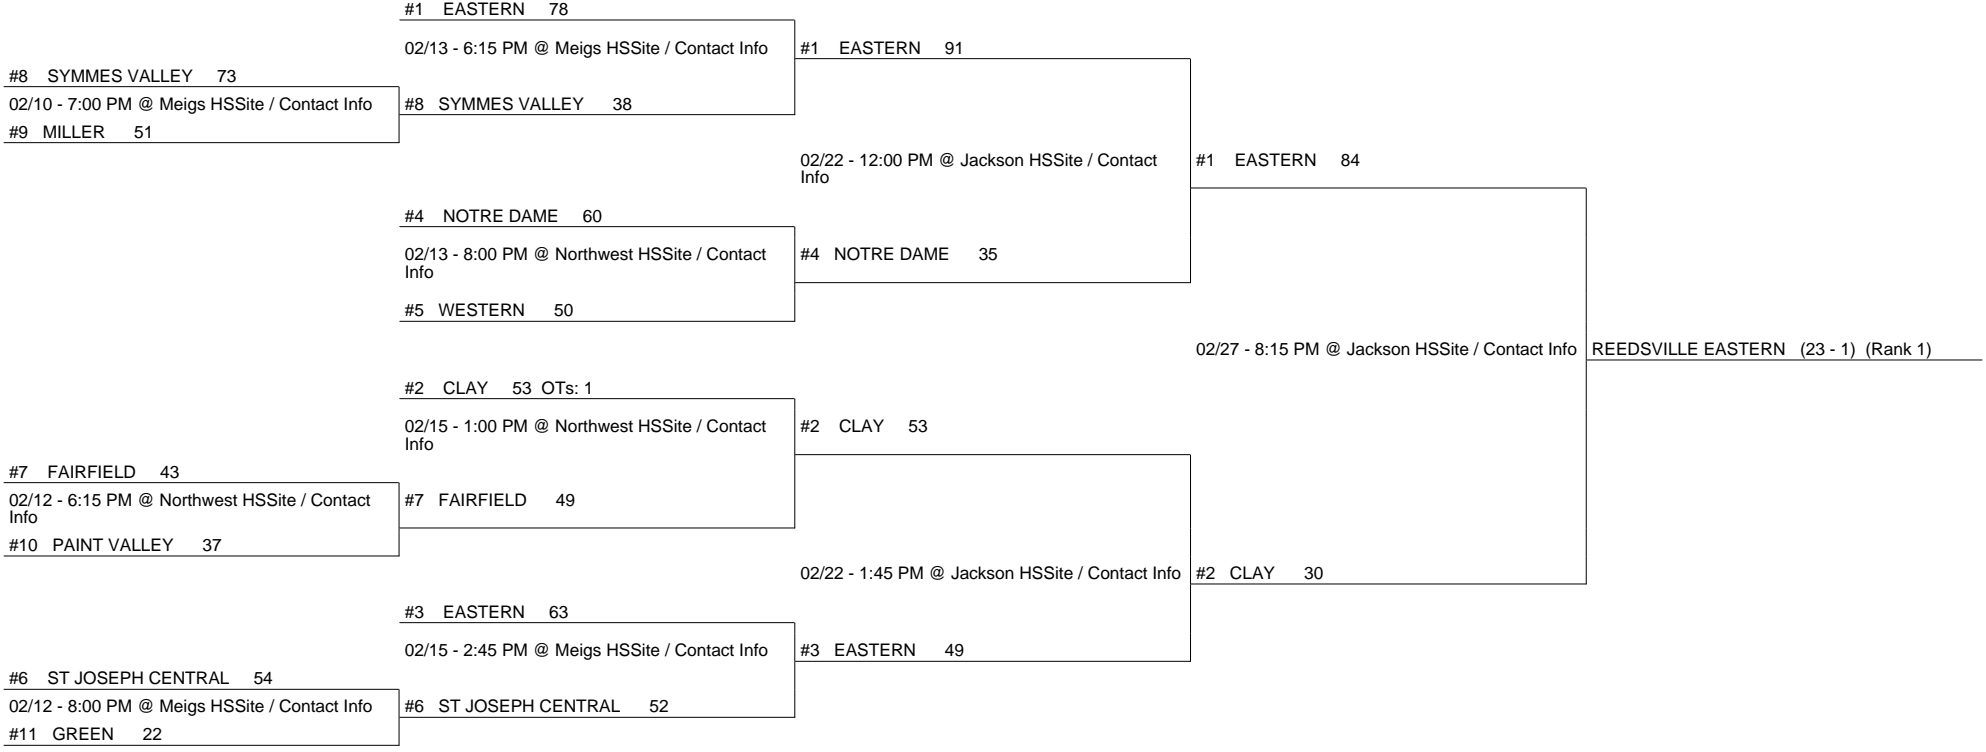 #1 EASTERN 78
02/13 - 6:15 PM @ Meigs HSSite / Contact Info
#1 EASTERN 91
#8 SYMMES VALLEY 73
02/10 - 7:00 PM @ Meigs HSSite / Contact Info
#8 SYMMES VALLEY 38
#9 MILLER 51
02/22 - 12:00 PM @ Jackson HSSite / Contact
Info
#1 EASTERN 84
#4 NOTRE DAME 60
02/13 - 8:00 PM @ Northwest HSSite / Contact
Info
#4 NOTRE DAME 35
#5 WESTERN 50
02/27 - 8:15 PM @ Jackson HSSite / Contact Info
REEDSVILLE EASTERN (23 - 1) (Rank 1)
#2 CLAY 53 OTs: 1
02/15 - 1:00 PM @ Northwest HSSite / Contact
Info
#2 CLAY 53
#7 FAIRFIELD 43
02/12 - 6:15 PM @ Northwest HSSite / Contact
Info
#7 FAIRFIELD 49
#10 PAINT VALLEY 37
02/22 - 1:45 PM @ Jackson HSSite / Contact Info
#2 CLAY 30
#3 EASTERN 63
02/15 - 2:45 PM @ Meigs HSSite / Contact Info
#3 EASTERN 49
#6 ST JOSEPH CENTRAL 54
02/12 - 8:00 PM @ Meigs HSSite / Contact Info
#6 ST JOSEPH CENTRAL 52
#11 GREEN 22